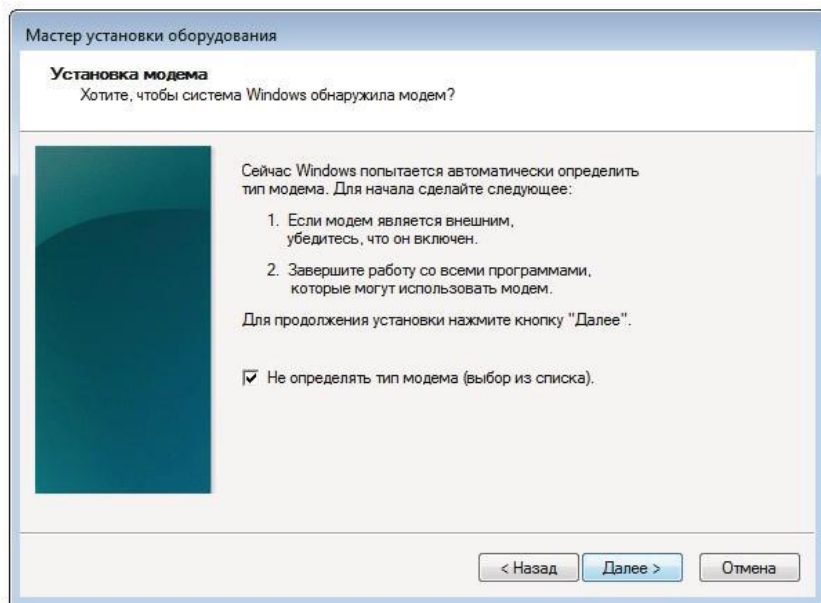 Мастер установки оборудования
Установка модема
Хотите, чтобы система Windows обнаружила модем?
Сейчас Windows попытается автоматически определить
тип модема. Для начала сделайте следующее:
1. Если модем является внешним,
убедитесь, что он включен.
2. Завершите работу со всеми программами,
которые могут использовать модем.
Для продолжения установки нажмите кнопку "Далее".
Не определять тип модема (выбор из списка).
< Назад
Далее >
Отмена